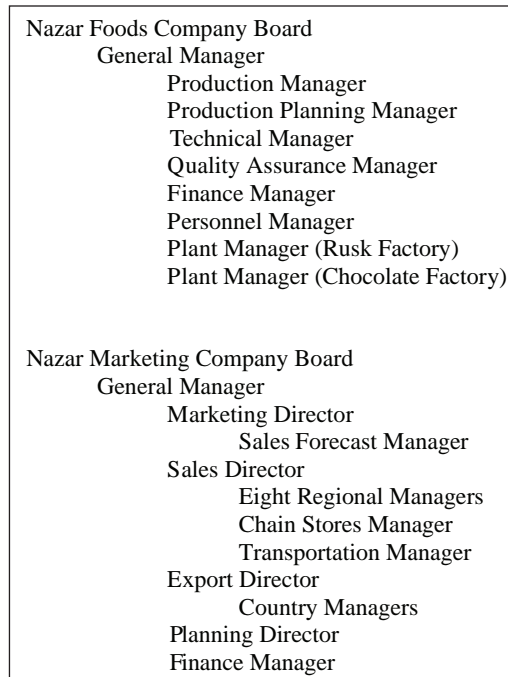 Nazar Foods Company Board
General Manager
Production Manager
Production Planning Manager
Technical Manager
Quality Assurance Manager
Finance Manager
Personnel Manager
Plant Manager (Rusk Factory)
Plant Manager (Chocolate Factory)
Nazar Marketing Company Board
General Manager
Marketing Director
Sales Forecast Manager
Sales Director
Eight Regional Managers
Chain Stores Manager
Transportation Manager
Export Director
Country Managers
Planning Director
Finance Manager